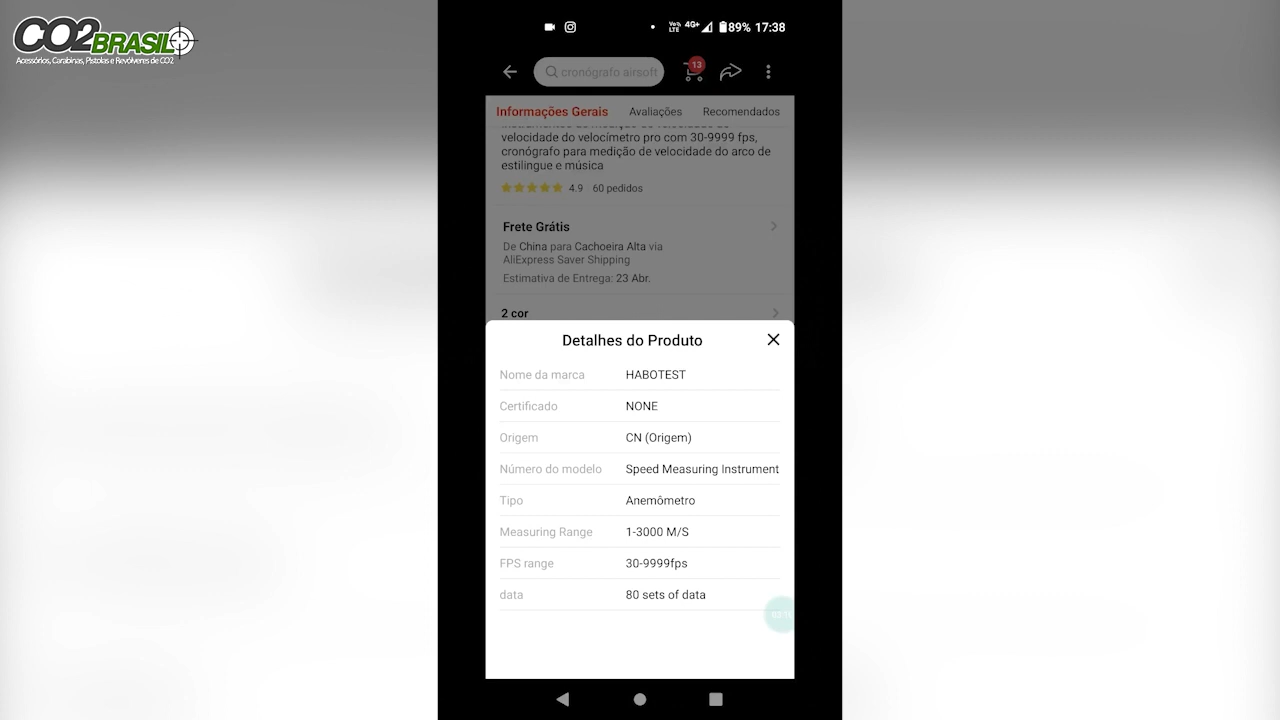 CO2BRASIL
Acessórios, Carabinas, Pistolas e Revólveres de CO2
VoLTE 4G+ 89% 17:38
cronógrafo airsoft
13
Informações Gerais Avaliações Recomendados
velocidade do velocímetro pro com 30-9999 fps,
cronógrafo para medição de velocidade do arco de
estilingue e música
4.9 60 pedidos
Frete Grátis
De China para Cachoeira Alta via
AliExpress Saver Shipping
Estimativa de Entrega: 23 Abr.
2 cor
Detalhes do Produto
Nome da marca HABOTEST
Certificado NONE
Origem CN (Origem)
Número do modelo Speed Measuring Instrument
Tipo Anemômetro
Measuring Range 1-3000 M/S
FPS range 30-9999fps
data 80 sets of data